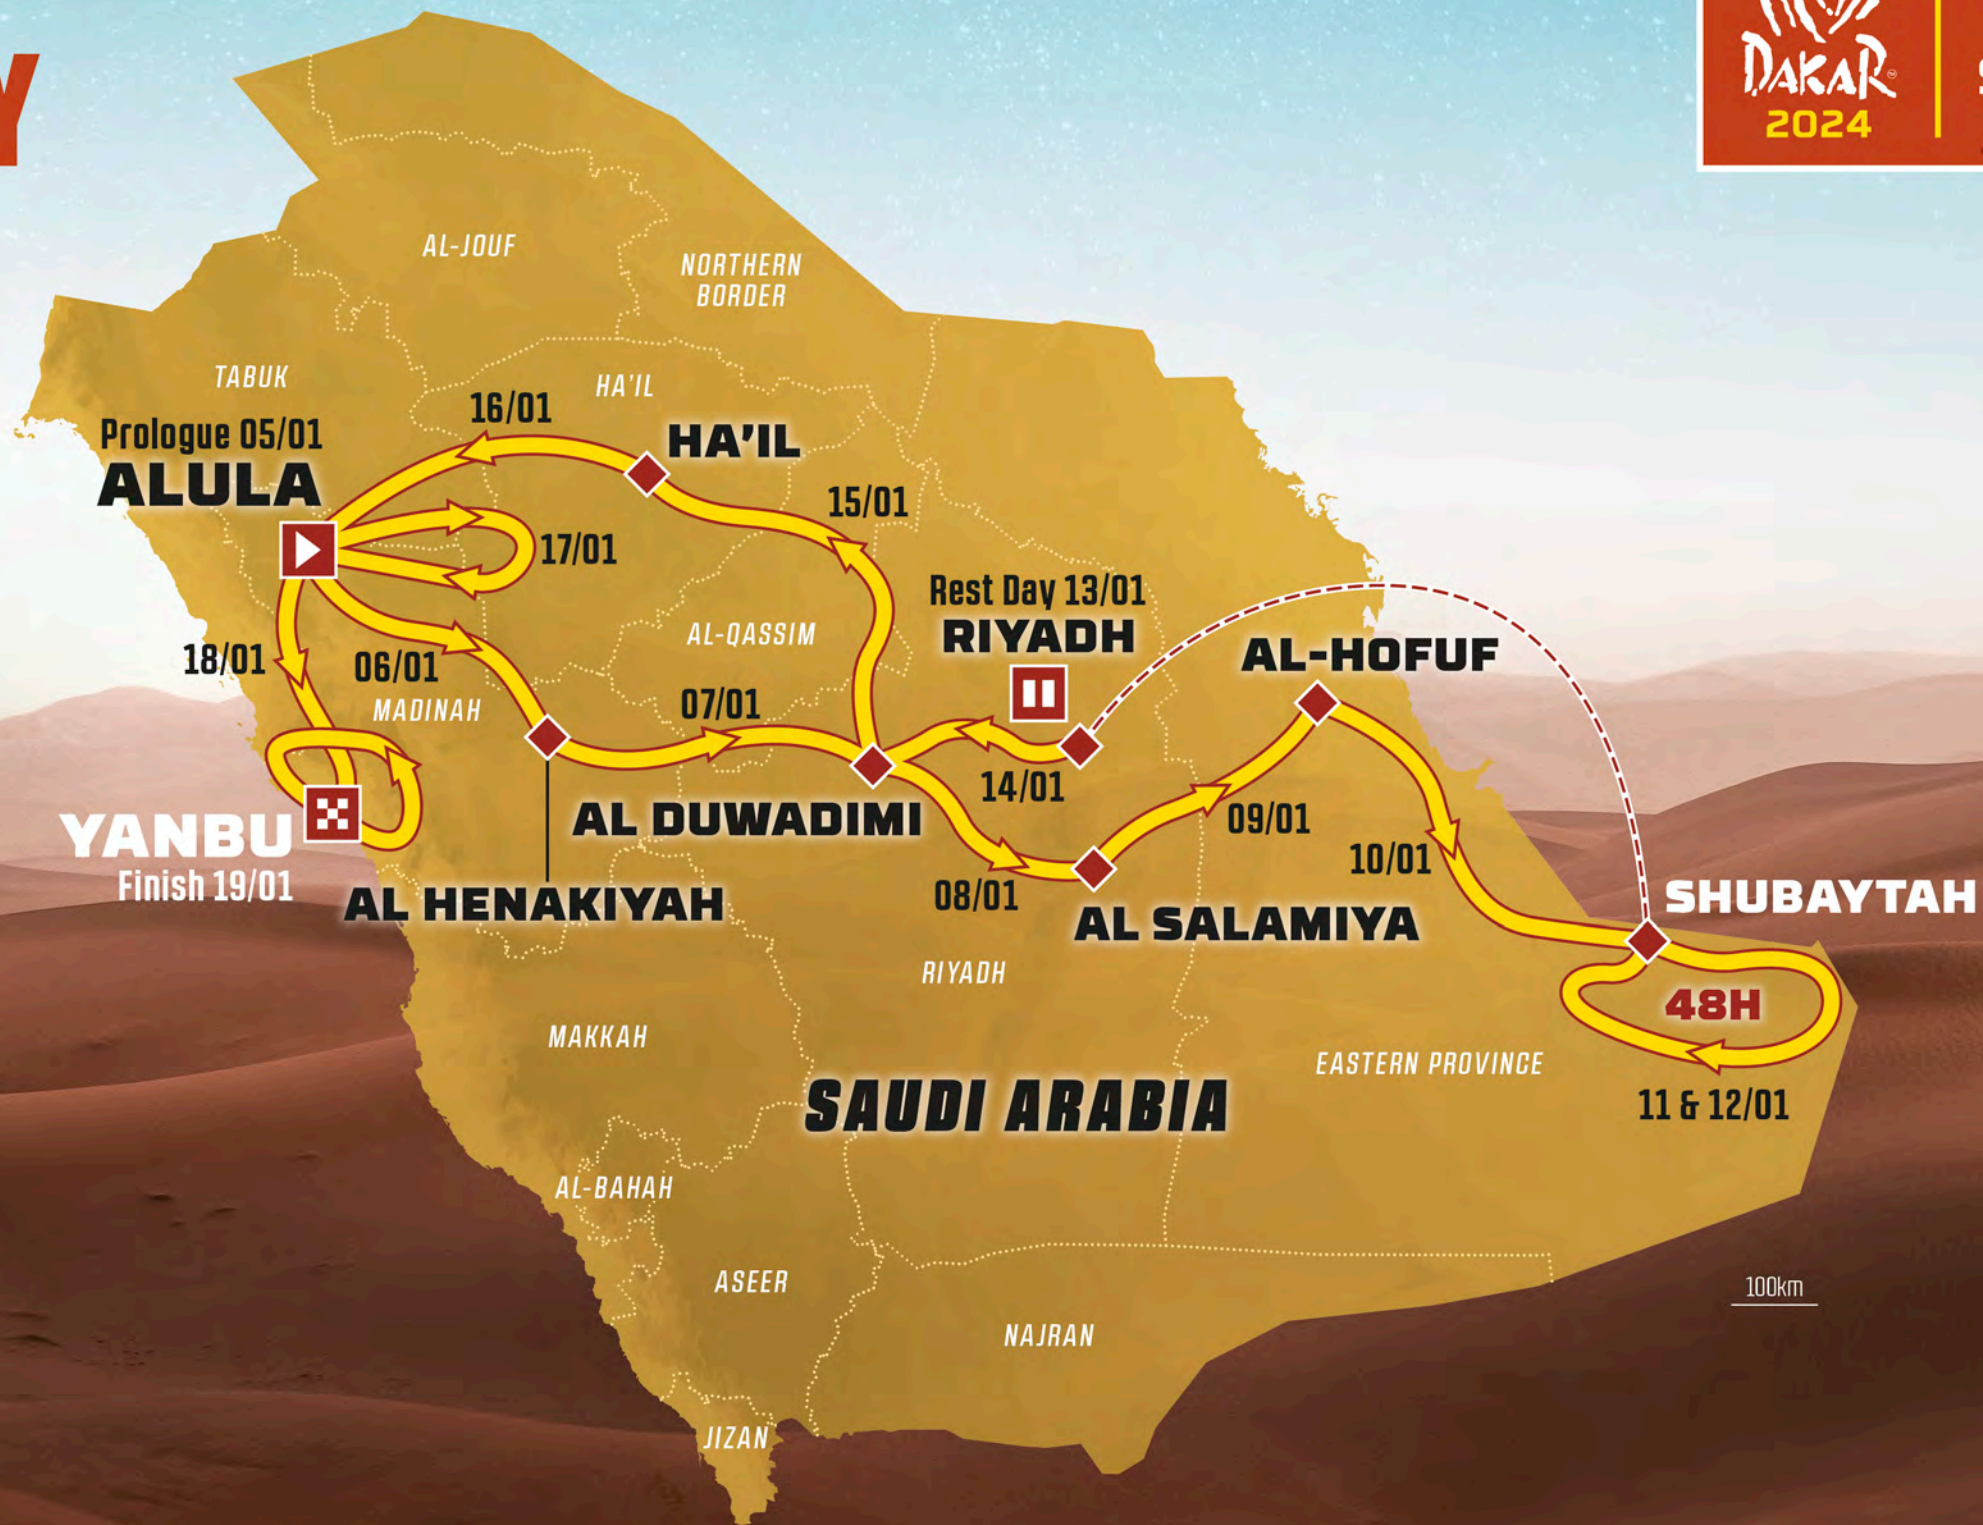 Y
DAKAR
2024
S
AL-JOUF
NORTHERN
BORDER
TABUK
HA'IL
16/01
Prologue 05/01
ALULA
HA'IL
15/01
17/01
Rest Day 13/01
RIYADH
AL-QASSIM
AL-HOFUF
18/01
06/01
MADINAH
07/01
14/01
AL DUWADIMI
09/01
YANBU
Finish 19/01
10/01
AL HENAKIYAH
08/01
AL SALAMIYA
SHUBAYTAH
RIYADH
48H
MAKKAH
EASTERN PROVINCE
SAUDI ARABIA
11 & 12/01
AL-BAHAH
ASEER
100km
NAJRAN
JIZAN